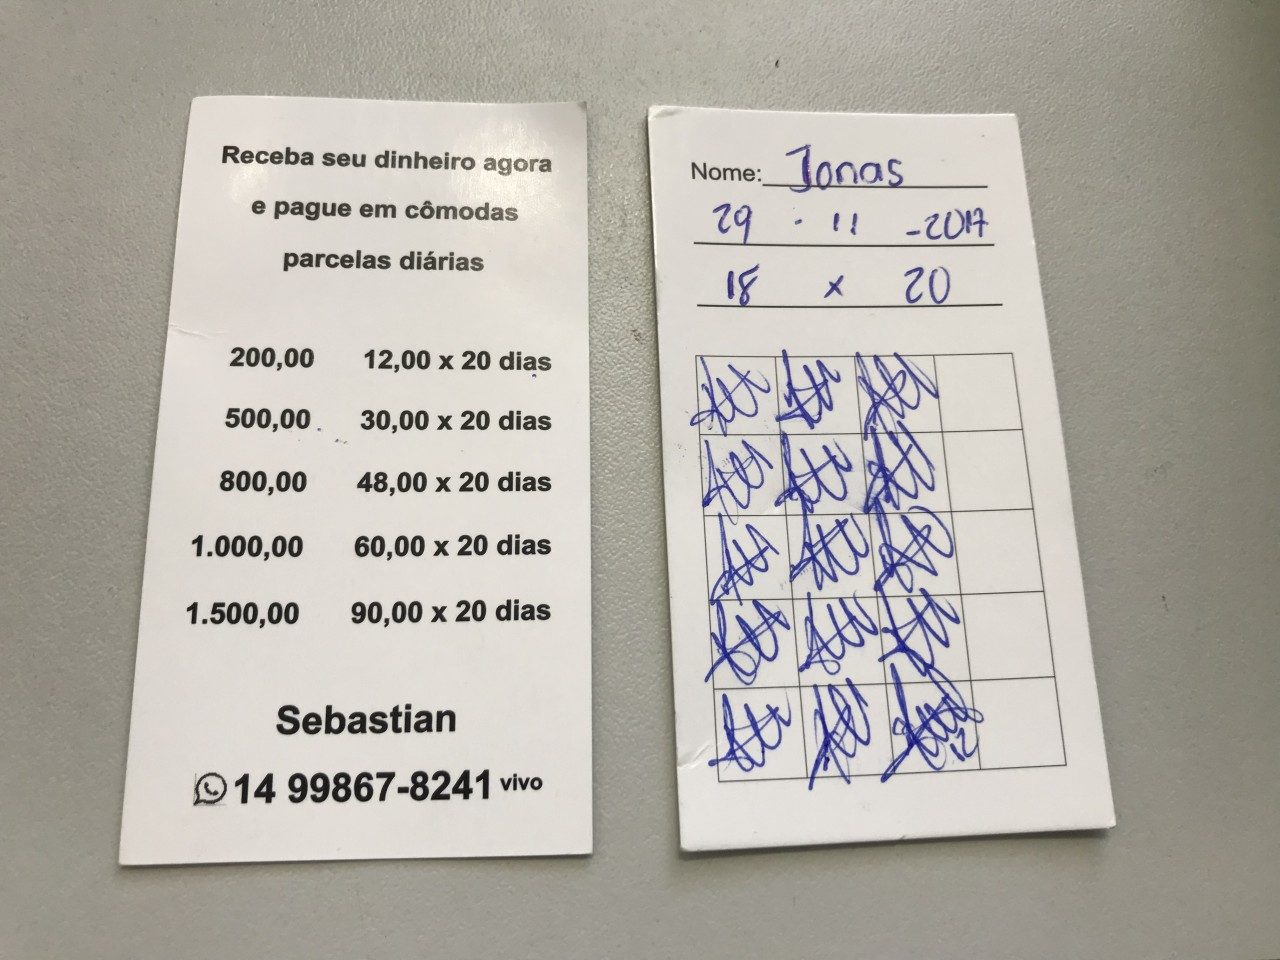 Receba seu dinheiro agora
e pague em cômodas
parcelas diárias
200,00 12,00 x 20 dias
500,00 30,00 x 20 dias
800,00 48,00 x 20 dias
1.000,00 60,00 x 20 dias
1.500,00 90,00 x 20 dias
Sebastian
14 99867-8241 vivo
Nome: Jonas
29 · 11 - 2017
18 x 20
12